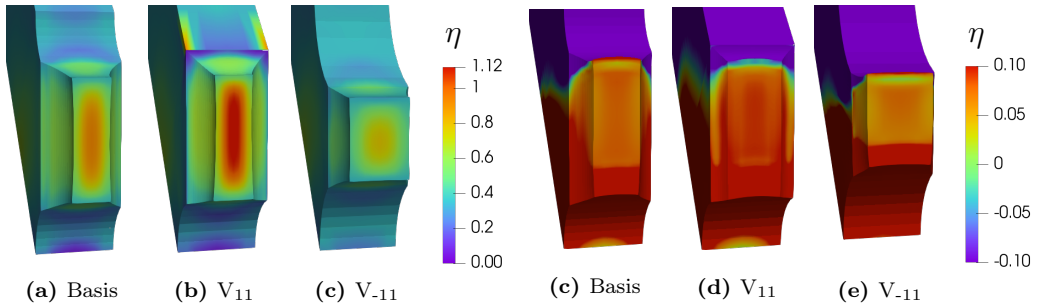 η
1.12
1
0.8
0.6
0.4
0.2
0.00
η
0.10
0.05
0
-0.05
-0.10
(a) Basis
(b) V11
(c) V-11
(c) Basis
(d) V11
(e) V-11